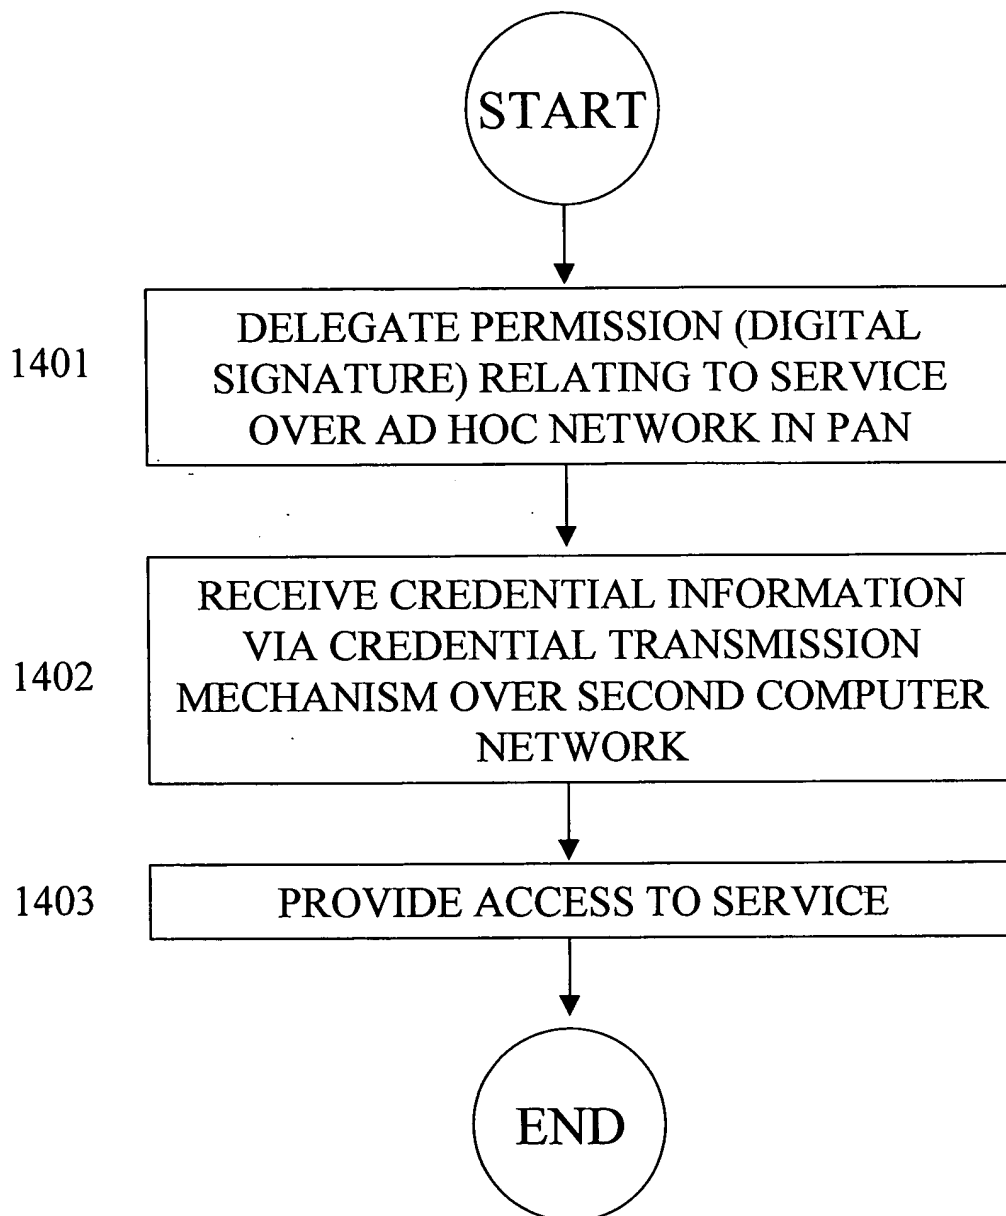 START
1401
DELEGATE PERMISSION (DIGITAL
SIGNATURE) RELATING TO SERVICE
OVER AD HOC NETWORK IN PAN
1402
RECEIVE CREDENTIAL INFORMATION
VIA CREDENTIAL TRANSMISSION
MECHANISM OVER SECOND COMPUTER
NETWORK
1403
PROVIDE ACCESS TO SERVICE
END